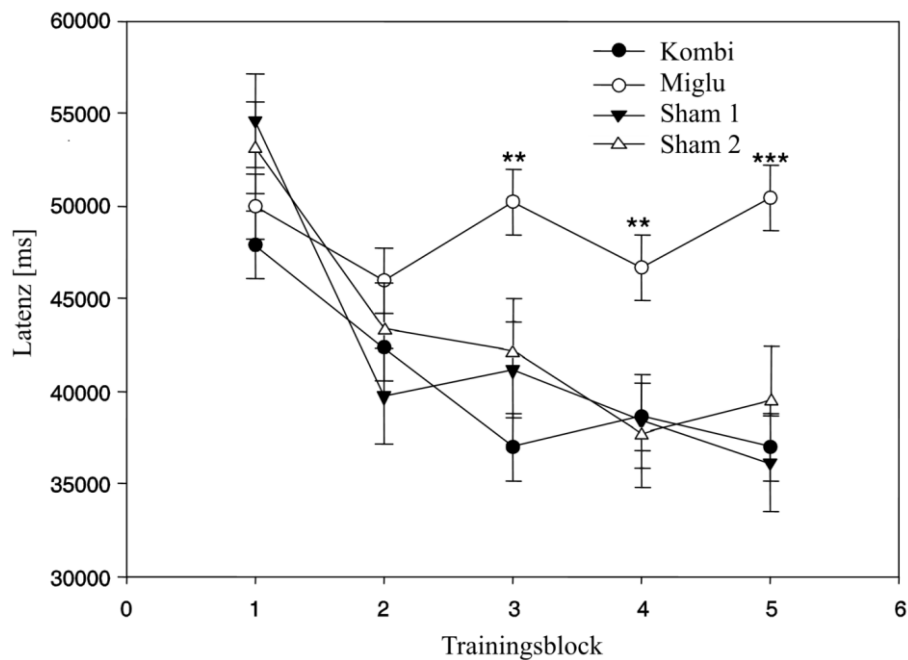 60000
55000
50000
45000
40000
35000
30000
Latenz [ms]
Kombi
Miglu
Sham 1
Sham 2
**
**
***
0
1
2
3
4
5
6
Trainingsblock